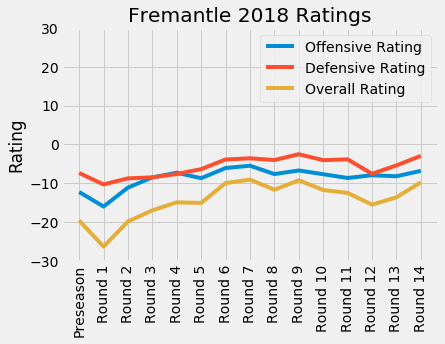 Fremantle 2018 Ratings
Offensive Rating
Defensive Rating
Overall Rating
Rating
30
20
10
0
−10
−20
−30
Preseason
Round 1
Round 2
Round 3
Round 4
Round 5
Round 6
Round 7
Round 8
Round 9
Round 10
Round 11
Round 12
Round 13
Round 14